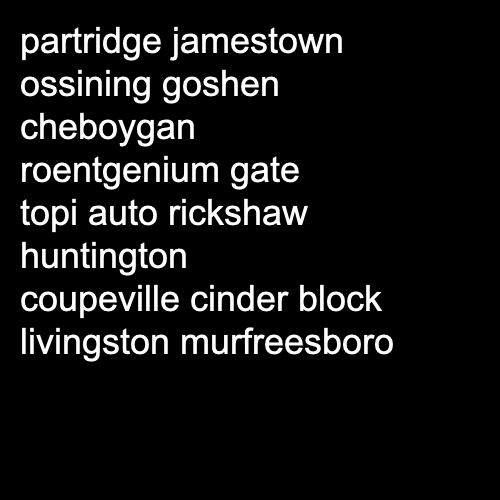 partridge jamestown
ossining goshen
cheboygan
roentgenium gate
topi auto rickshaw
huntington
coupeville cinder block
livingston murfreesboro